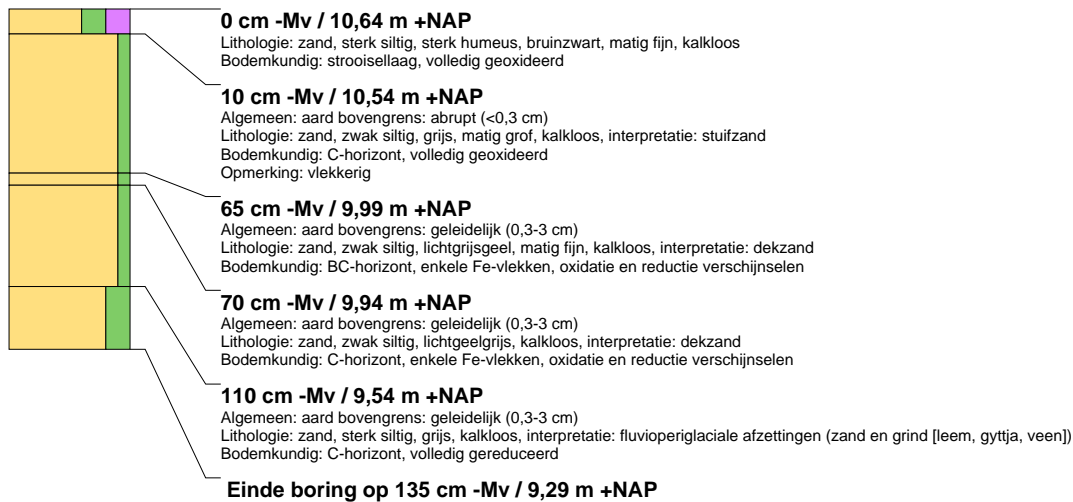 0 cm -Mv / 10,64 m +NAP
Lithologie: zand, sterk siltig, sterk humeus, bruinzwart, matig fijn, kalkloos
Bodemkundig: strooisellaag, volledig geoxideerd
10 cm -Mv / 10,54 m +NAP
Algemeen: aard bovengrens: abrupt (<0,3 cm)
Lithologie: zand, zwak siltig, grijs, matig grof, kalkloos, interpretatie: stuifzand
Bodemkundig: C-horizont, volledig geoxideerd
Opmerking: vlekkerig
65 cm -Mv / 9,99 m +NAP
Algemeen: aard bovengrens: geleidelijk (0,3-3 cm)
Lithologie: zand, zwak siltig, lichtgrijsgeel, matig fijn, kalkloos, interpretatie: dekzand
Bodemkundig: BC-horizont, enkele Fe-vlekken, oxidatie en reductie verschijnselen
70 cm -Mv / 9,94 m +NAP
Algemeen: aard bovengrens: geleidelijk (0,3-3 cm)
Lithologie: zand, zwak siltig, lichtgeelgrijs, kalkloos, interpretatie: dekzand
Bodemkundig: C-horizont, enkele Fe-vlekken, oxidatie en reductie verschijnselen
110 cm -Mv / 9,54 m +NAP
Algemeen: aard bovengrens: geleidelijk (0,3-3 cm)
Lithologie: zand, sterk siltig, grijs, kalkloos, interpretatie: fluvioperiglaciale afzettingen (zand en grind [leem, gyttja, veen])
Bodemkundig: C-horizont, volledig gereduceerd
Einde boring op 135 cm -Mv / 9,29 m +NAP